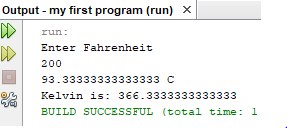 Output - my first program (run) ×
run:
Enter Fahrenheit
200
93.33333333333333 C
Kelvin is: 366.3333333333333
BUILD SUCCESSFUL (total time: 1